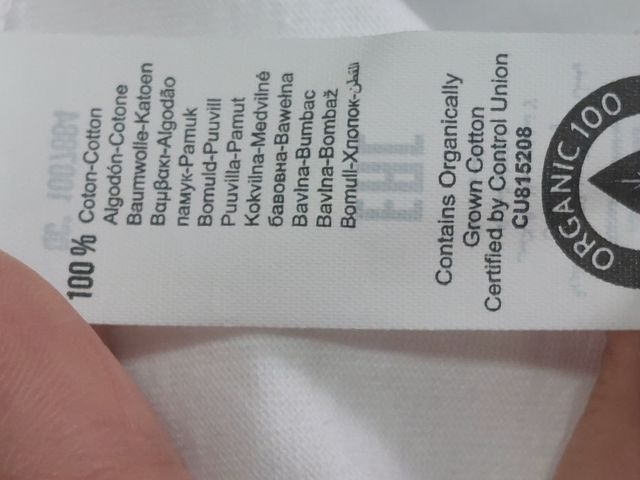 100 % Coton-Cotton
Algodón-Cotone
Baumwolle-Katoen
Βαμβακι-Algodão
памук-Pamuk
Bomuld-Puuvill
Puuvilla-Pamut
Kokvilna-Medvilné
бавовна-Bawełna
Bavlna-Bumbac
Bavlna-Bombaž
Bomull-Хлопок-القطن
Contains Organically
Grown Cotton
Certified by Control Union
CU815208
ORGANIC 100